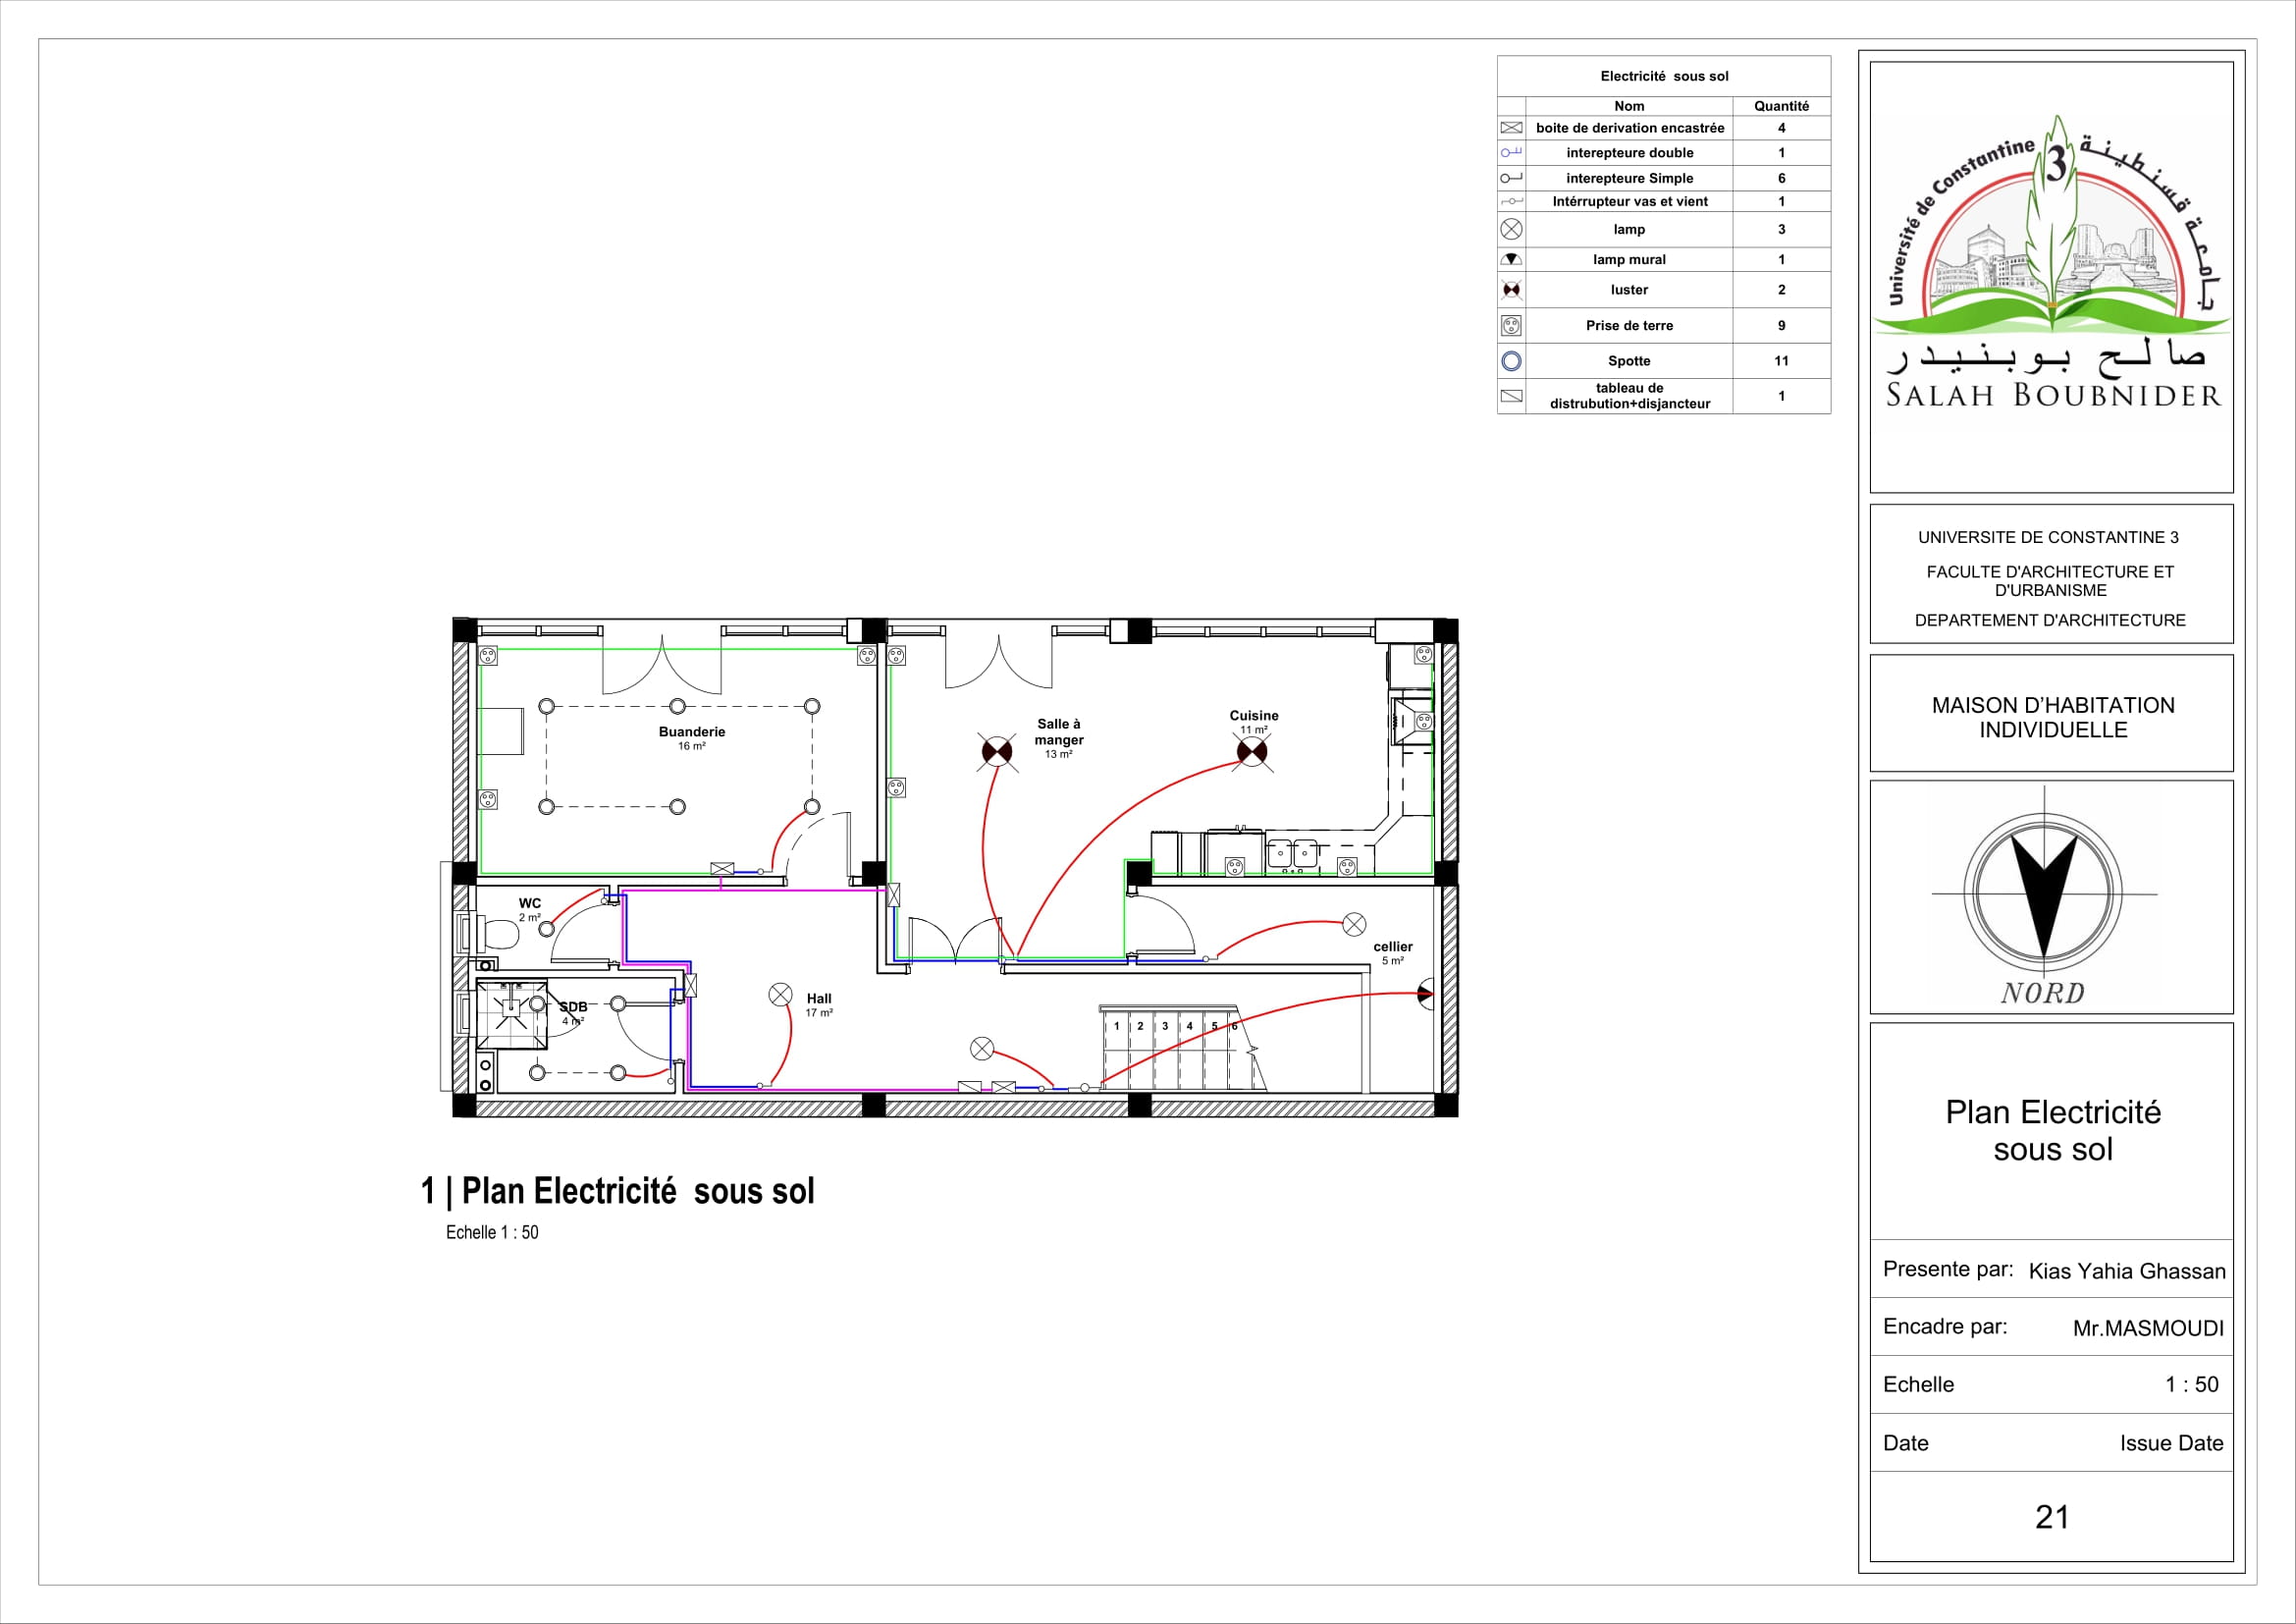 Electricité sous sol
Nom Quantité
boite de derivation encastrée 4
interepteure double 1
interepteure Simple 6
Intérrupteur vas et vient 1
lamp 3
lamp mural 1
luster 2
Prise de terre 9
Spotte 11
tableau de
distrubution+disjancteur 1
Université de Constantine 3 جامعة قسنطينة
صالح بوبنيدر
SALAH BOUBNIDER
UNIVERSITE DE CONSTANTINE 3
FACULTE D'ARCHITECTURE ET
D'URBANISME
DEPARTEMENT D'ARCHITECTURE
MAISON D'HABITATION
INDIVIDUELLE
NORD
Plan Electricité
sous sol
Presente par: Kias Yahia Ghassan
Encadre par: Mr.MASMOUDI
Echelle 1 : 50
Date Issue Date
21
Buanderie
16 m²
Salle à
manger
13 m²
Cuisine
11 m²
WC
2 m²
cellier
5 m²
SDB
4 m²
Hall
17 m²
1 2 3 4 5 6
1 | Plan Electricité sous sol
Echelle 1 : 50